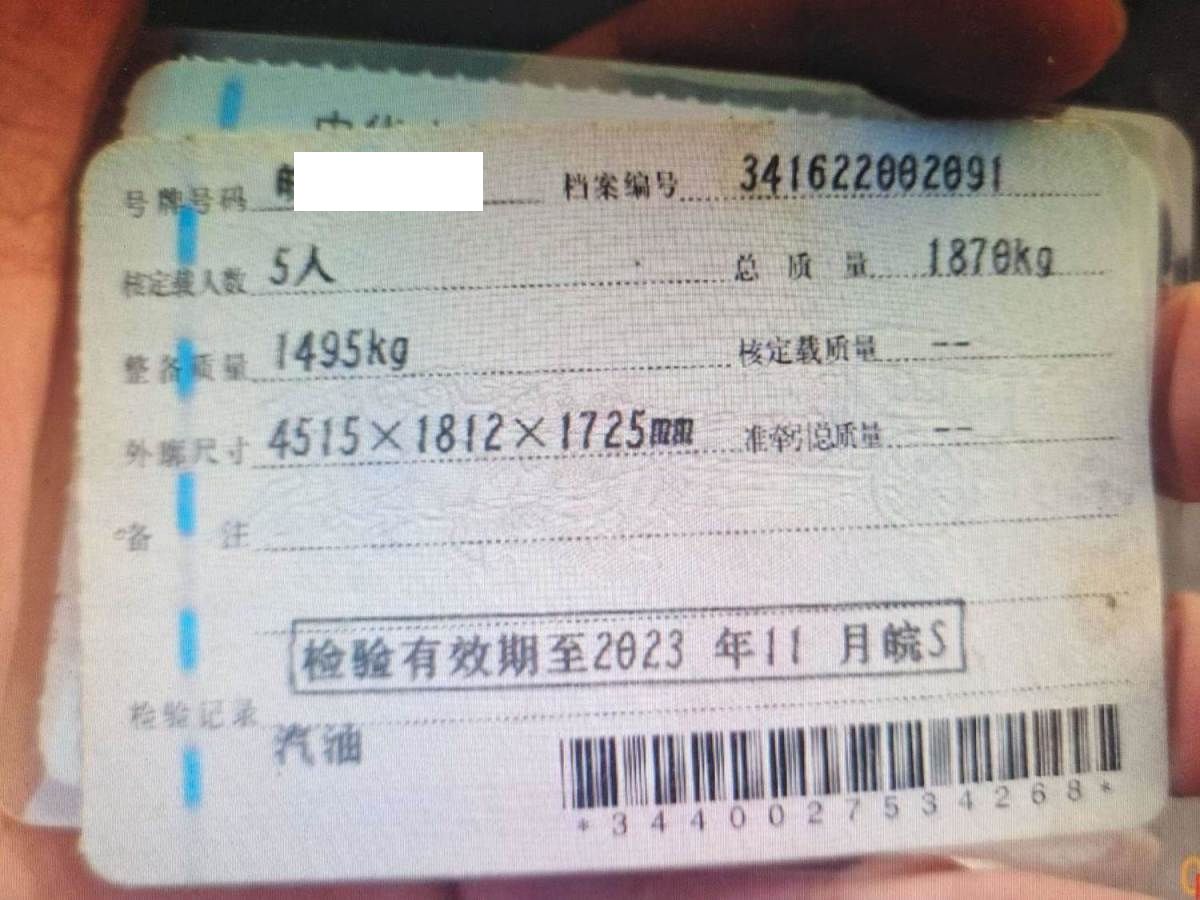 号牌号码 档案编号 341622002091
核定载人数 5人 总质量 1870kg
整备质量 1495kg 核定载质量 --
外廓尺寸 4515×1812×1725mm 准牵引总质量 --
备注
检验有效期至2023年11月皖S
检验记录
汽油
*3440027534268*